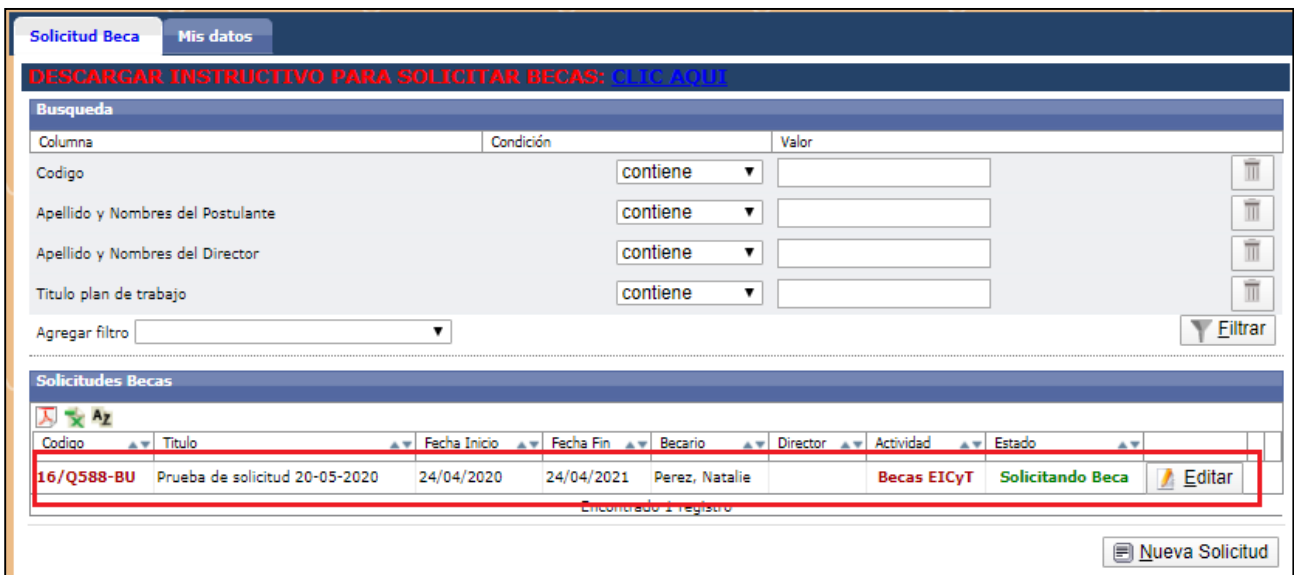 Solicitud Beca Mis datos
DESCARGAR INSTRUCTIVO PARA SOLICITAR BECAS: CLIC AQUI
Busqueda
Columna Condición Valor
Codigo contiene
Apellido y Nombres del Postulante contiene
Apellido y Nombres del Director contiene
Titulo plan de trabajo contiene
Agregar filtro Filtrar
Solicitudes Becas
AZ
Codigo Titulo Fecha Inicio Fecha Fin Becario Director Actividad Estado
16/Q588-BU Prueba de solicitud 20-05-2020 24/04/2020 24/04/2021 Perez, Natalie Becas EICyT Solicitando Beca Editar
Encontrado 1 registro
Nueva Solicitud